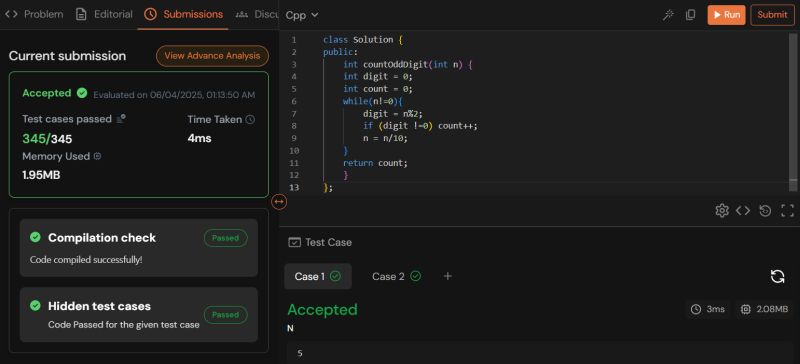 Problem
Editorial
Submissions
Discu
Cpp
Run
Submit
Current submission
View Advance Analysis
Accepted
Evaluated on 06/04/2025, 01:13:50 AM
Test cases passed
Time Taken
345/345
4ms
Memory Used
1.95MB
Compilation check
Passed
Code compiled successfully!
Hidden test cases
Passed
Code Passed for the given test case
1 class Solution {
2 public:
3 int countOddDigit(int n) {
4 int digit = 0;
5 int count = 0;
6 while(n!=0){
7 digit = n%2;
8 if (digit !=0) count++;
9 n = n/10;
10 }
11 return count;
12 }
13 };
Test Case
Case 1
Case 2
+
Accepted
3ms
2.08MB
N
5